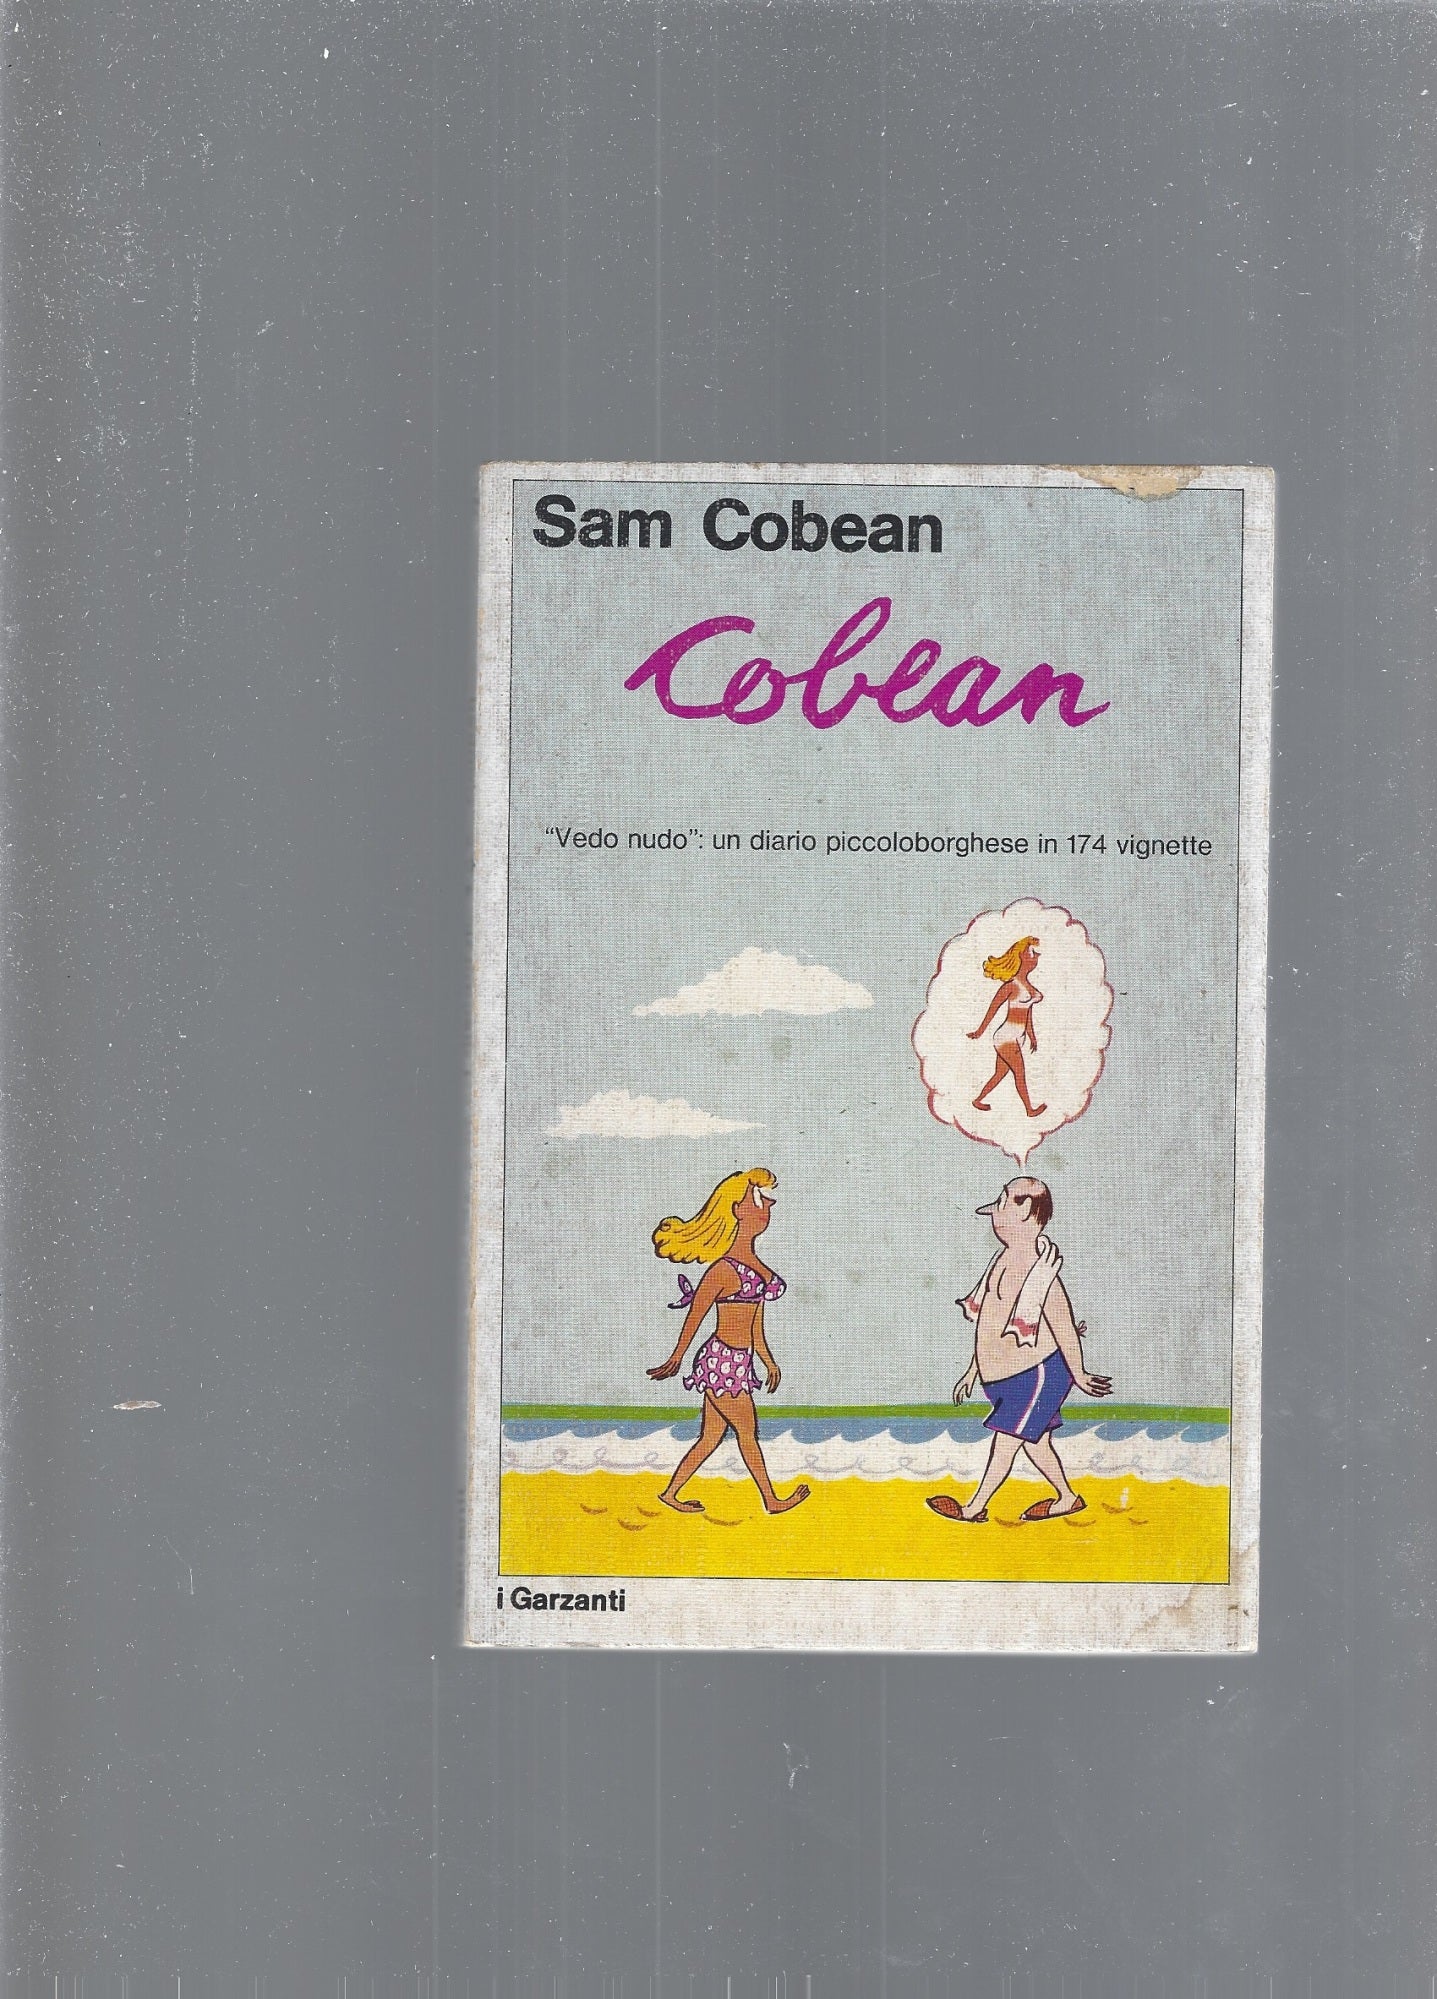 Sam Cobean
Cobean
“Vedo nudo”: un diario piccoloborghese in 174 vignette
i Garzanti